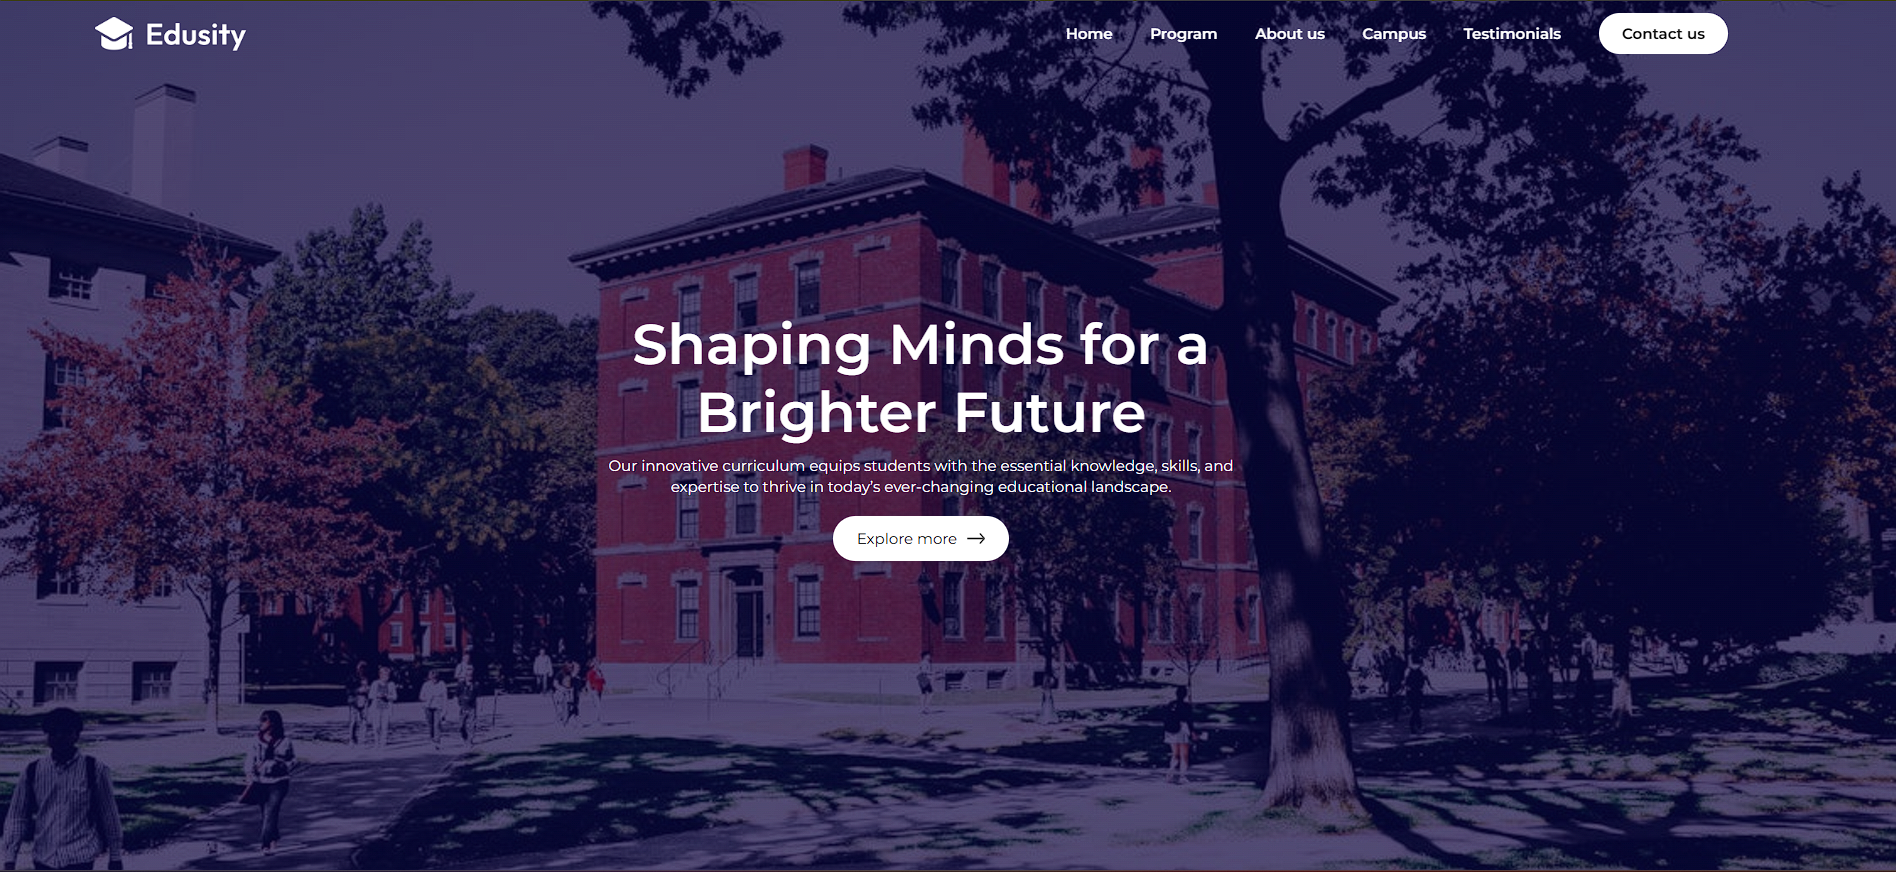 Edusity
Home Program About us Campus Testimonials Contact us
Shaping Minds for a
Brighter Future
Our innovative curriculum equips students with the essential knowledge, skills, and
expertise to thrive in today's ever-changing educational landscape.
Explore more